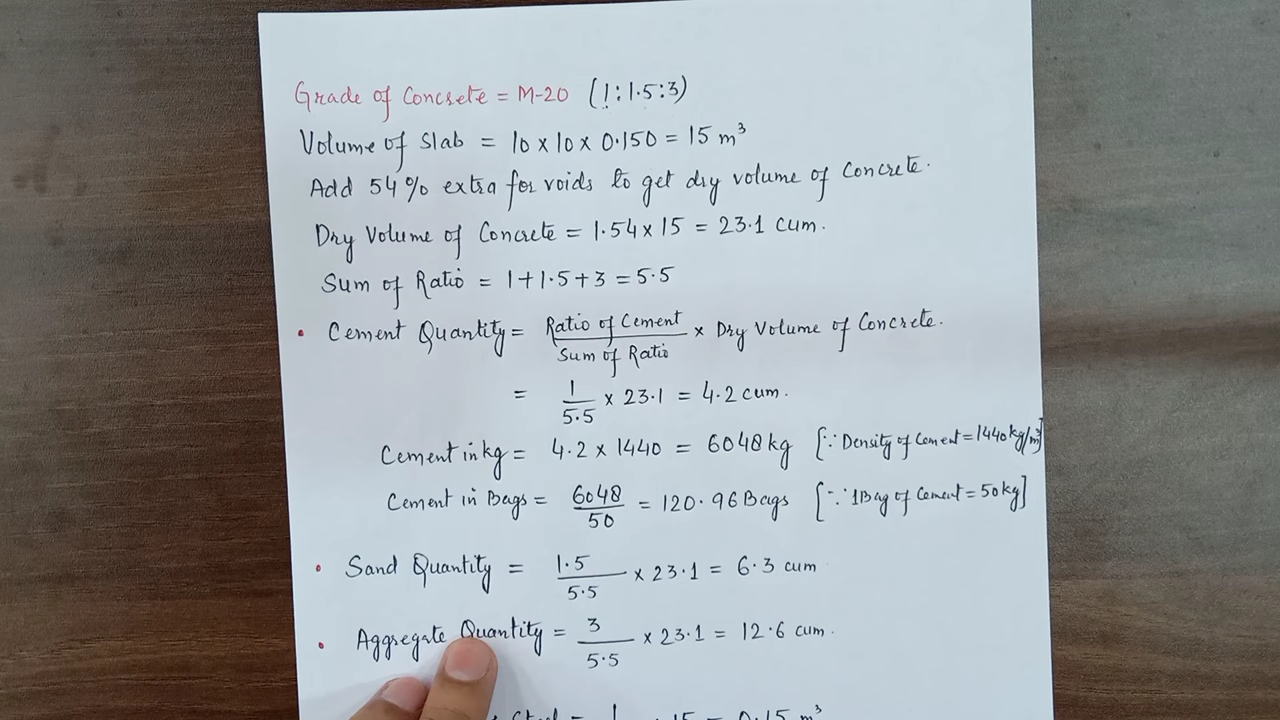 Grade of Concrete = M-20 (1:1.5:3)
Volume of Slab = 10 x 10 x 0.150 = 15 m³
Add 54% extra for voids to get dry volume of Concrete.
Dry Volume of Concrete = 1.54 x 15 = 23.1 cum.
Sum of Ratio = 1+1.5+3 = 5.5
• Cement Quantity = Ratio of Cement / Sum of Ratio x Dry Volume of Concrete.
= 1/5.5 x 23.1 = 4.2 cum.
Cement in kg = 4.2 x 1440 = 6048 kg [∵ Density of Cement = 1440 kg/m³]
Cement in Bags = 6048/50 = 120.96 Bags [∵ 1 Bag of Cement = 50 kg]
• Sand Quantity = 1.5/5.5 x 23.1 = 6.3 cum
• Aggregate Quantity = 3/5.5 x 23.1 = 12.6 cum.
15 = 0.15 m³